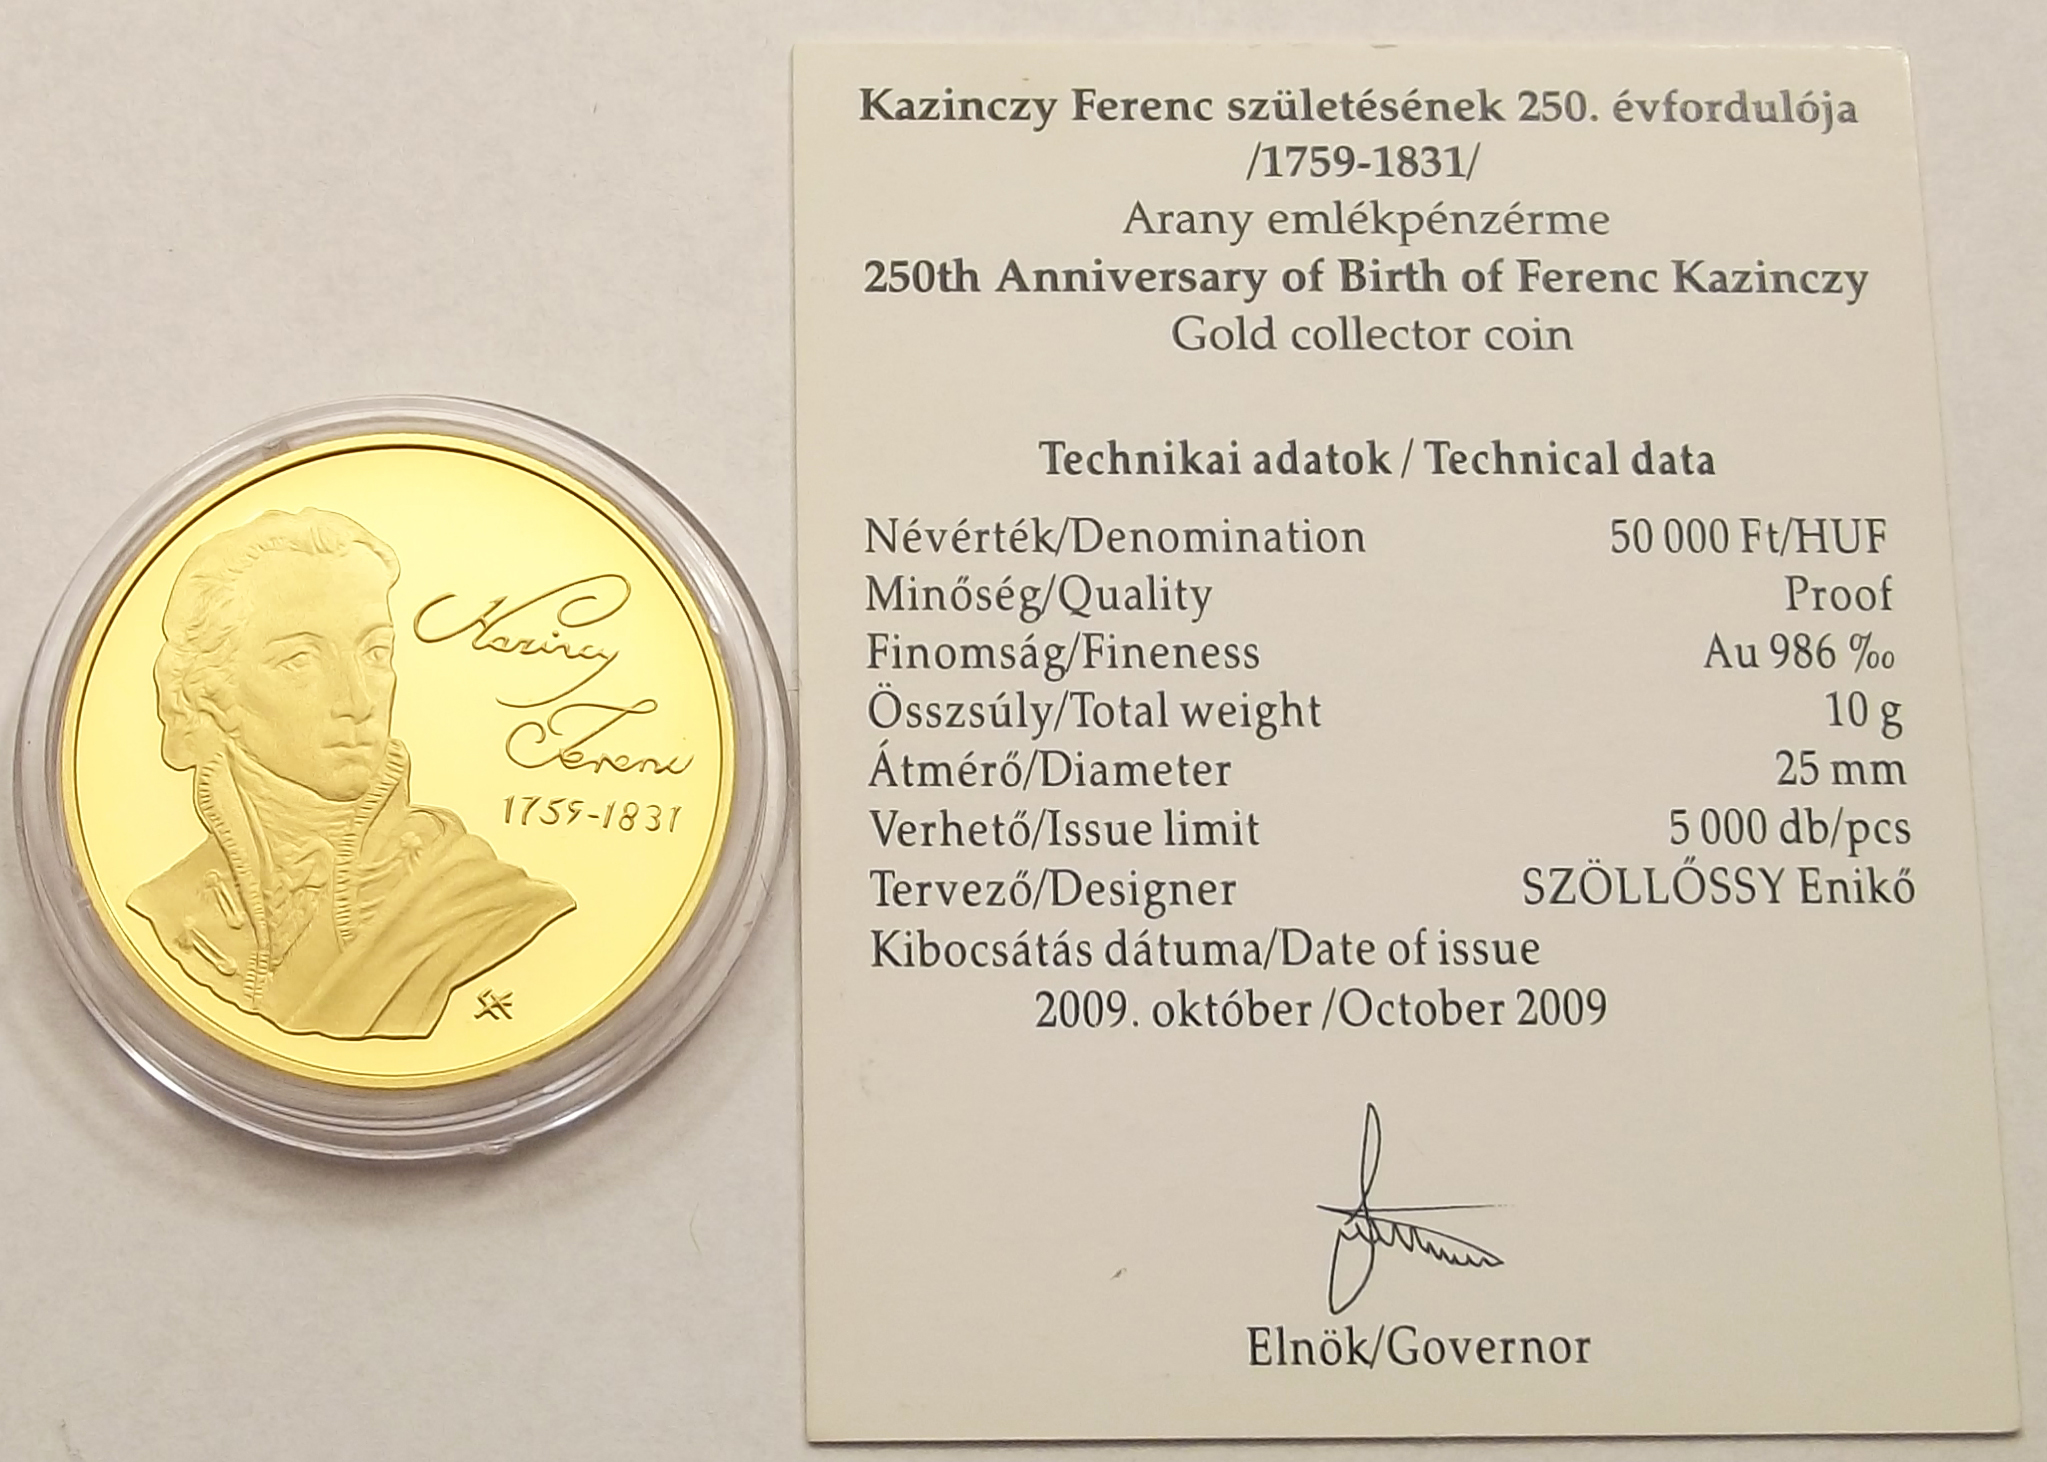 Kazinczy
Ferenc
1759-1831
Kazinczy Ferenc születésének 250. évfordulója
/1759-1831/
Arany emlékpénzérme
250th Anniversary of Birth of Ferenc Kazinczy
Gold collector coin
Technikai adatok / Technical data
Névérték/Denomination 50 000 Ft/HUF
Minőség/Quality Proof
Finomság/Fineness Au 986 ‰
Összsúly/Total weight 10 g
Átmérő/Diameter 25 mm
Verhető/Issue limit 5 000 db/pcs
Tervező/Designer SZÖLLŐSSY Enikő
Kibocsátás dátuma/Date of issue
2009. október /October 2009
Elnök/Governor